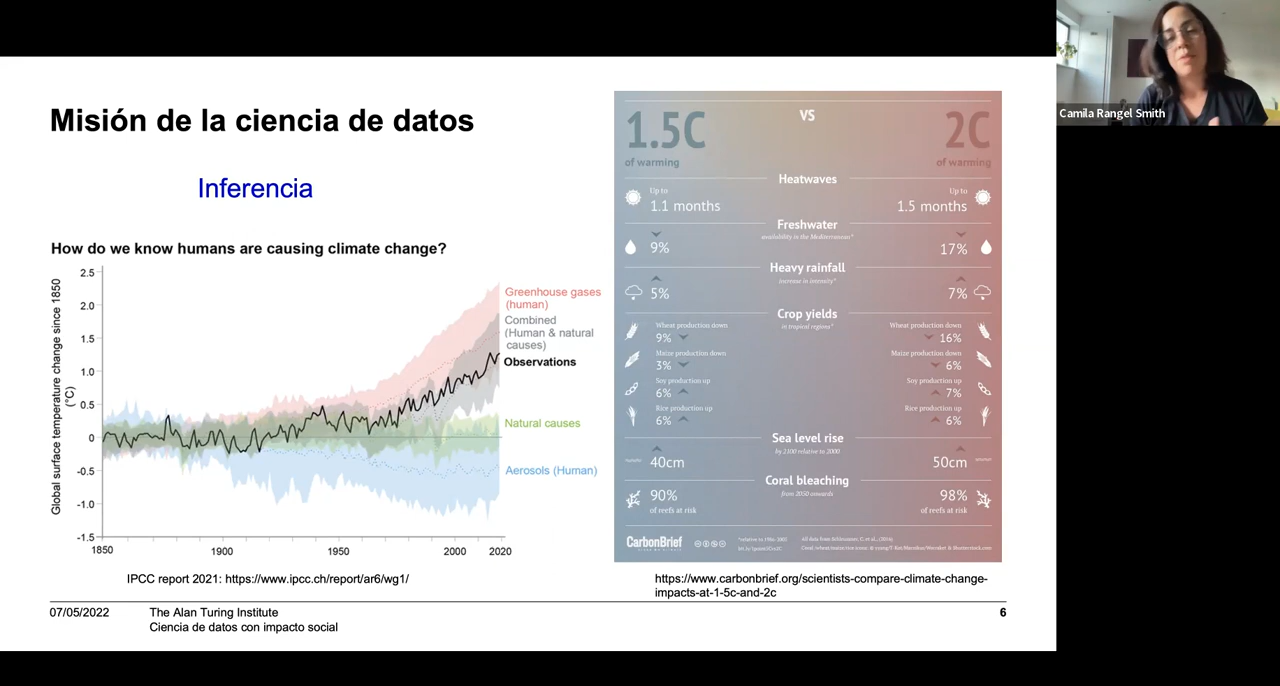 Misión de la ciencia de datos
Inferencia
How do we know humans are causing climate change?
Global surface temperature change since 1850
(°C)
2.5
2.0
1.5
1.0
0.5
0
-0.5
-1.0
-1.5
1850
1900
1950
2000
2020
Greenhouse gases
(human)
Combined
(Human & natural
causes)
Observations
Natural causes
Aerosols (Human)
IPCC report 2021: https://www.ipcc.ch/report/ar6/wg1/
1.5C
of warming
VS
2C
of warming
Heatwaves
Up to
1.1 months
Up to
1.5 months
Freshwater
availability in the Mediterranean*
9%
17%
Heavy rainfall
increase in intensity*
5%
7%
Crop yields
in tropical regions*
Wheat production down
9%
Wheat production down
16%
Maize production down
3%
Maize production down
6%
Soy production up
6%
Soy production up
7%
Rice production up
6%
Rice production up
6%
Sea level rise
by 2100 relative to 2000
40cm
50cm
Coral bleaching
from 2050 onwards
90%
of reefs at risk
98%
of reefs at risk
CarbonBrief
https://www.carbonbrief.org/scientists-compare-climate-change-
impacts-at-1-5c-and-2c
07/05/2022
The Alan Turing Institute
Ciencia de datos con impacto social
6
Camila Rangel Smith